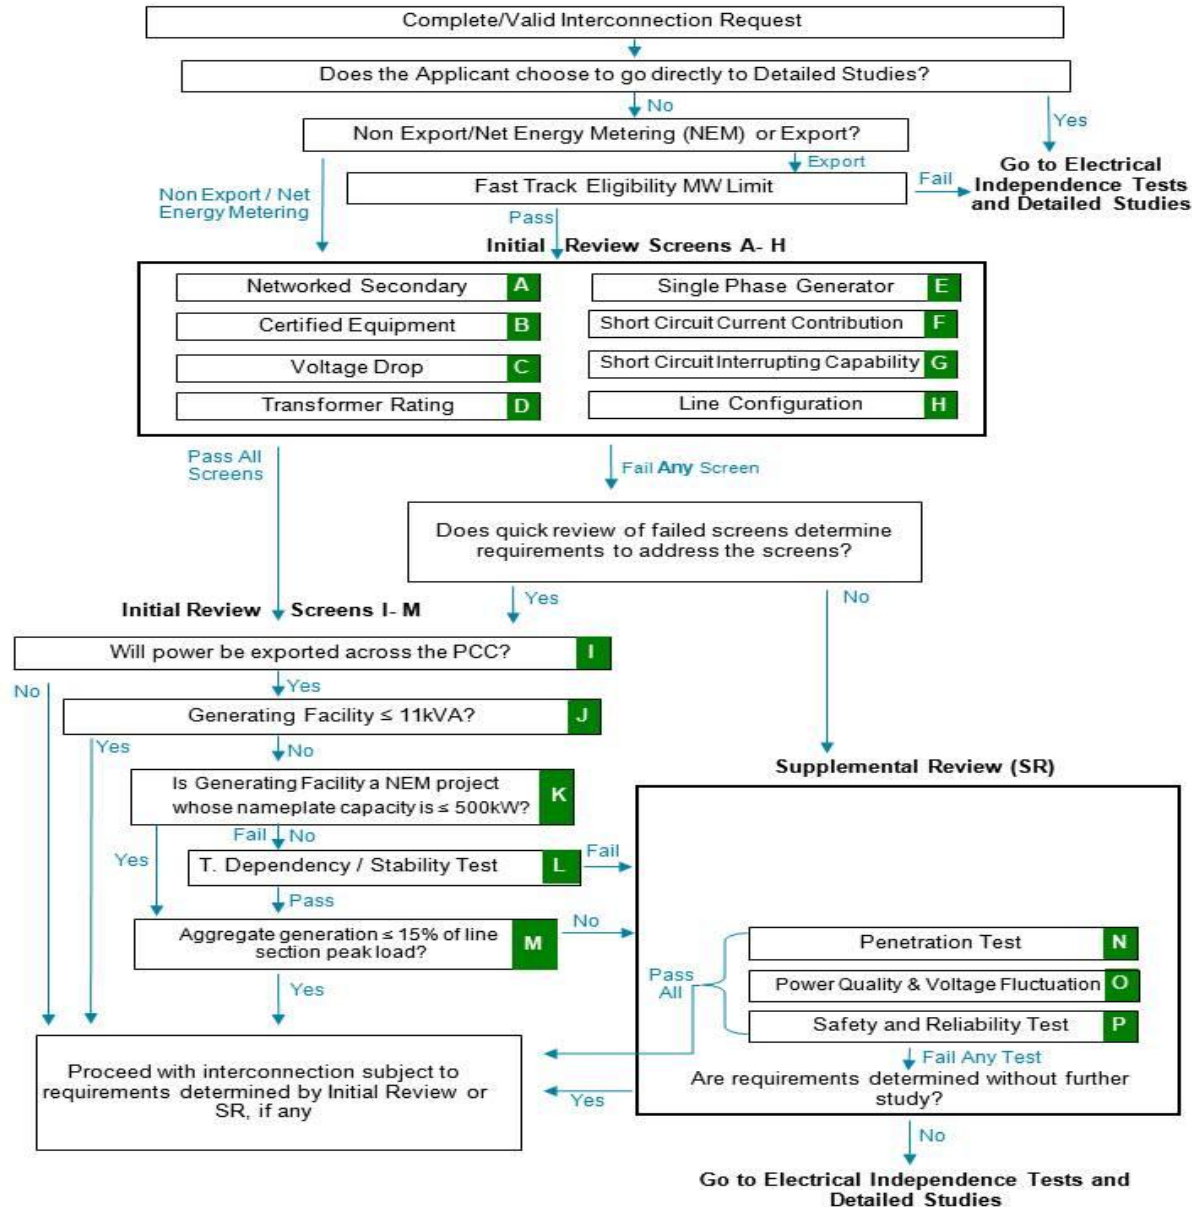 Complete/Valid Interconnection Request
Does the Applicant choose to go directly to Detailed Studies?
No
Yes
Non Export/Net Energy Metering (NEM) or Export?
Export
Go to Electrical
Independence Tests
and Detailed Studies
Non Export / Net
Energy Metering
Fast Track Eligibility MW Limit
Fail
Pass
Initial Review Screens A- H
Networked Secondary A
Certified Equipment B
Voltage Drop C
Transformer Rating D
Single Phase Generator E
Short Circuit Current Contribution F
Short Circuit Interrupting Capability G
Line Configuration H
Pass All
Screens
Fail Any Screen
Does quick review of failed screens determine
requirements to address the screens?
Yes
No
Initial Review Screens I- M
Will power be exported across the PCC? I
No
Yes
Generating Facility ≤ 11kVA? J
Yes
No
Is Generating Facility a NEM project
whose nameplate capacity is ≤ 500kW?
K
Fail No
Yes
T. Dependency / Stability Test L
Fail
Pass
Aggregate generation ≤ 15% of line
section peak load?
M
No
Yes
Supplemental Review (SR)
Penetration Test N
Power Quality & Voltage Fluctuation O
Safety and Reliability Test P
Pass
All
Fail Any Test
Are requirements determined without further
study?
Yes
No
Proceed with interconnection subject to
requirements determined by Initial Review or
SR, if any
Go to Electrical Independence Tests and
Detailed Studies